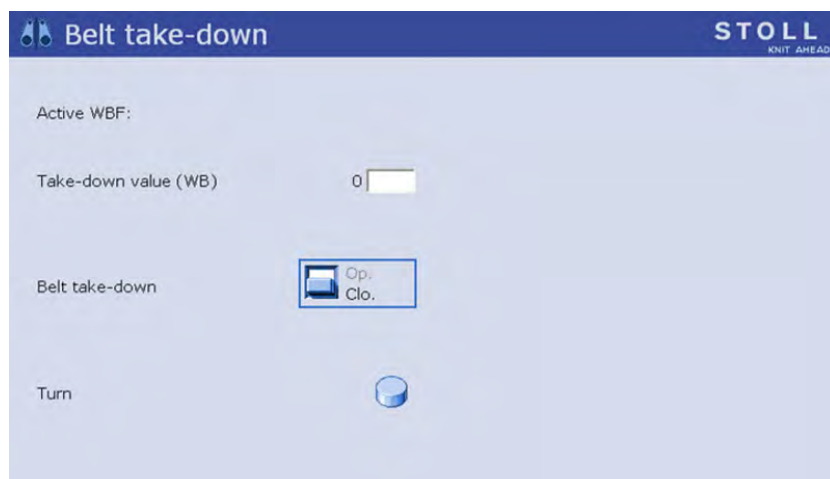 Belt take-down
STOLL
KNIT AHEAD
Active WBF:
Take-down value (WB) 0
Belt take-down
Op.
Clo.
Turn